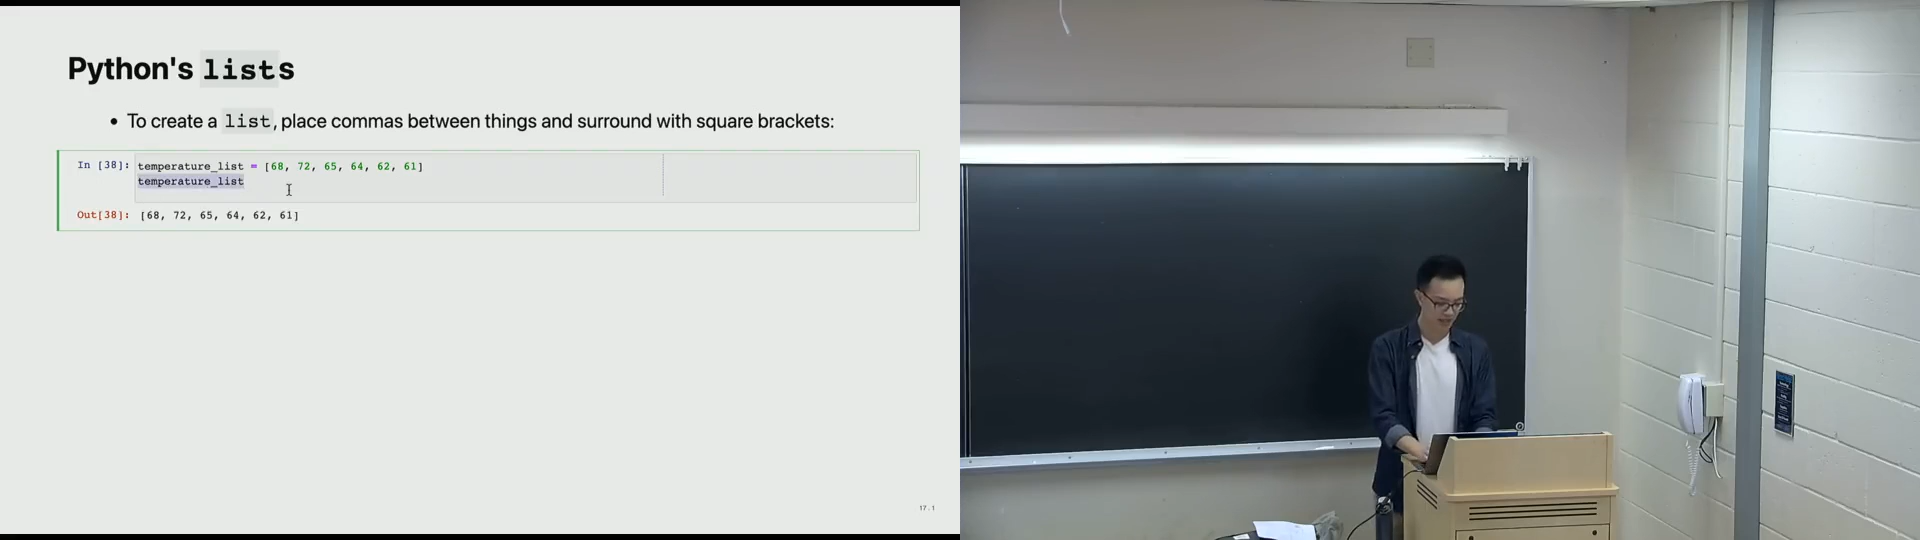 Python's lists
• To create a list, place commas between things and surround with square brackets:
In [38]: temperature_list = [68, 72, 65, 64, 62, 61]
temperature_list
Out[38]: [68, 72, 65, 64, 62, 61]
17.1